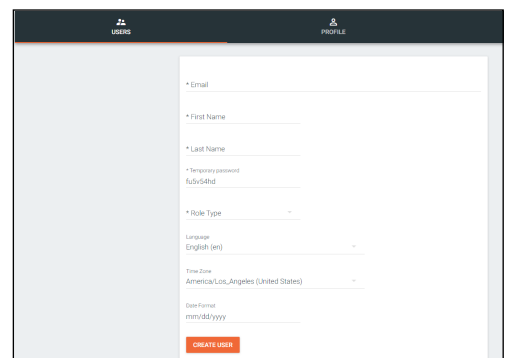 USERS
PROFILE
* Email
* First Name
* Last Name
* Temporary password
fu5v54hd
* Role Type
Language
English (en)
Time Zone
America/Los_Angeles (United States)
Date Format
mm/dd/yyyy
CREATE USER